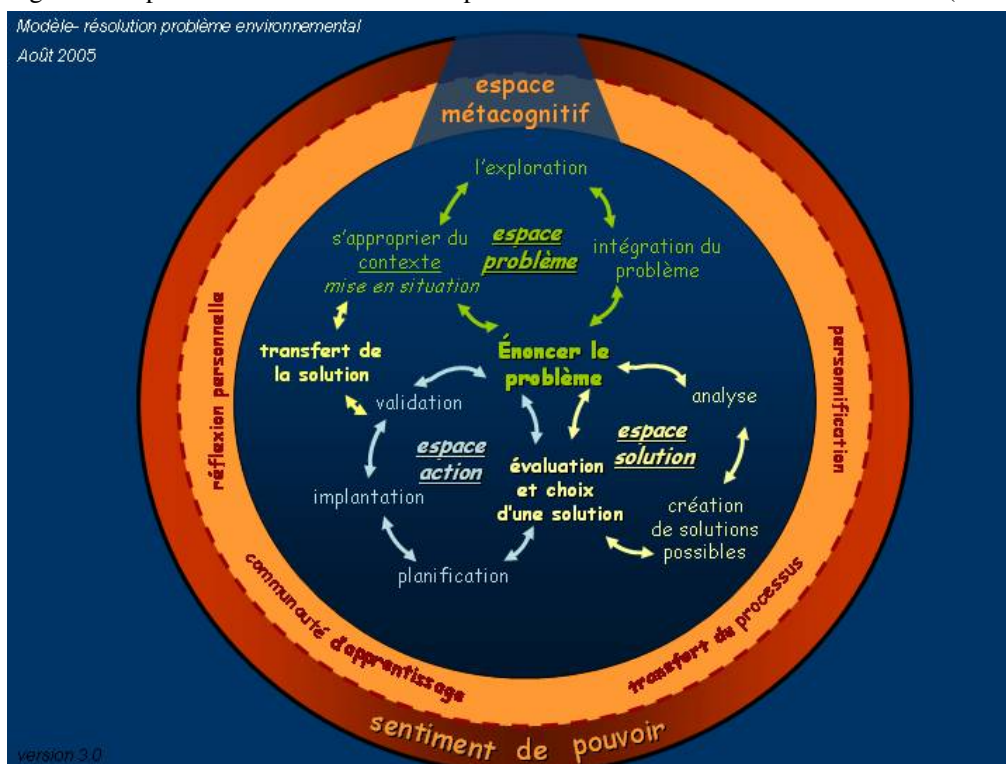 Modèle- résolution problème environnemental
Août 2005
espace
métacognitif
l'exploration
s'approprier du
contexte
mise en situation
espace
problème
intégration du
problème
transfert de
la solution
Énoncer le
problème
validation
analyse
espace
action
espace
solution
évaluation
et choix
d'une solution
implantation
création
de solutions
possibles
planification
réflexion personnelle
personnification
communauté d'apprentissage
transfert du processus
sentiment de pouvoir
version 3.0